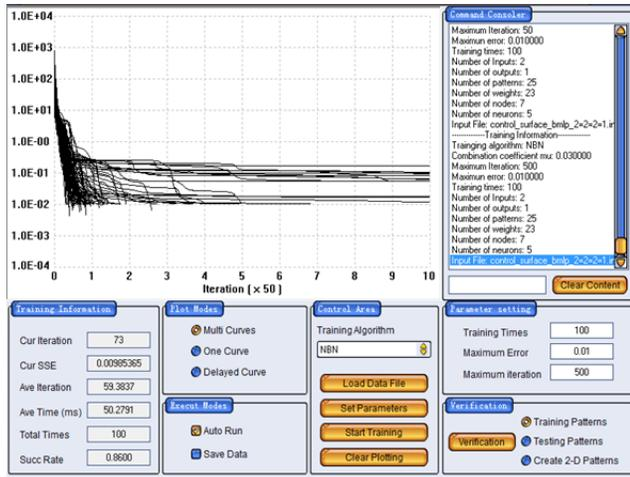 1.0E+04
1.0E+03
1.0E+02
1.0E+01
1.0E-00
1.0E-01
1.0E-02
1.0E-03
1.0E-04
0 1 2 3 4 5 6 7 8 9 10
Iteration [ x 50 ]
Command Consoler
Maximum Iteration: 50
Maximun error: 0.010000
Training times: 100
Number of Inputs: 2
Number of outputs: 1
Number of patterns: 25
Number of weights: 23
Number of nodes: 7
Number of neurons: 5
Input File: control_surface_bmlp_2=2=2=1.in
------------Training Information------------
Trainging algorithm: NBN
Combination coefficient mu: 0.030000
Maximum Iteration: 500
Maximun error: 0.010000
Training times: 100
Number of Inputs: 2
Number of outputs: 1
Number of patterns: 25
Number of weights: 23
Number of nodes: 7
Number of neurons: 5
Input File: control_surface_bmlp_2=2=2=1.in
Clear Content
Training Information
Cur Iteration 73
Cur SSE 0.00985365
Ave Iteration 59.3837
Ave Time (ms) 50.2791
Total Times 100
Succ Rate 0.8600
Plot Modes
Multi Curves
One Curve
Delayed Curve
Execut Modes
Auto Run
Save Data
Control Area
Training Algorithm
NBN
Load Data File
Set Parameters
Start Training
Clear Plotting
Parameter setting
Training Times 100
Maximum Error 0.01
Maximum iteration 500
Verification
Verification
Training Patterns
Testing Patterns
Create 2-D Patterns